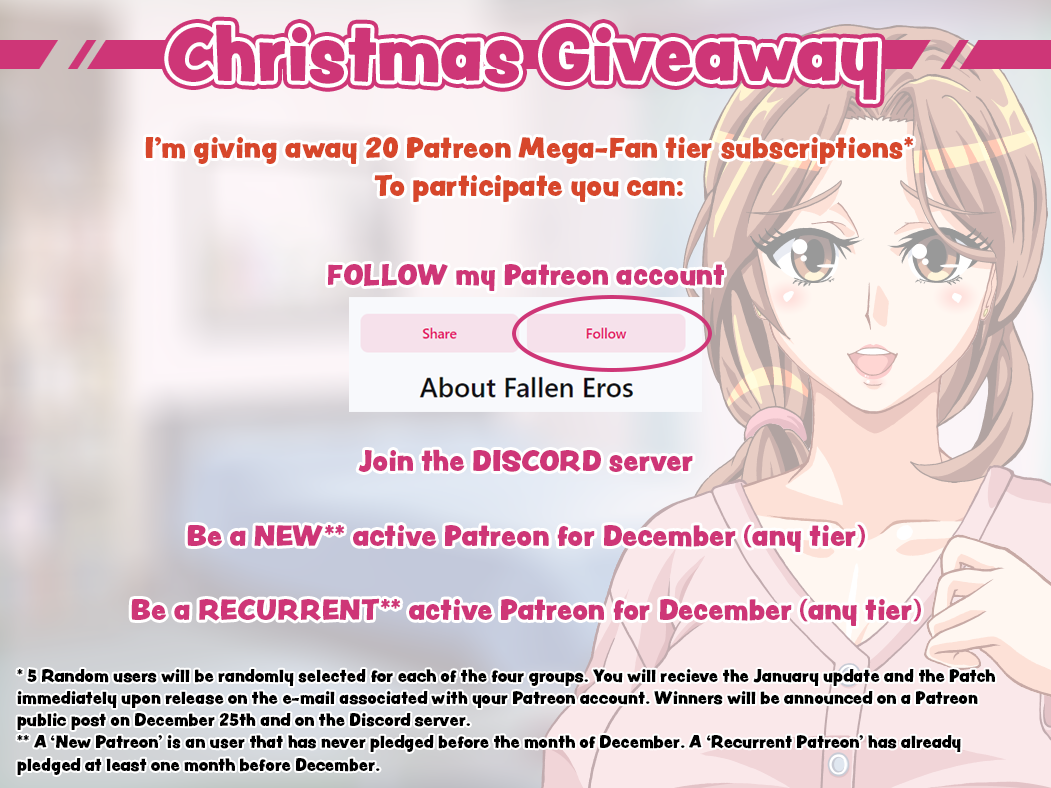 Christmas Giveaway
I'm giving away 20 Patreon Mega-Fan tier subscriptions*
To participate you can:
FOLLOW my Patreon account
Share Follow
About Fallen Eros
Join the DISCORD server
Be a NEW** active Patreon for December (any tier)
Be a RECURRENT** active Patreon for December (any tier)
* 5 Random users will be randomly selected for each of the four groups. You will recieve the January update and the Patch
immediately upon release on the e-mail associated with your Patreon account. Winners will be announced on a Patreon
public post on December 25th and on the Discord server.
** A 'New Patreon' is an user that has never pledged before the month of December. A 'Recurrent Patreon' has already
pledged at least one month before December.